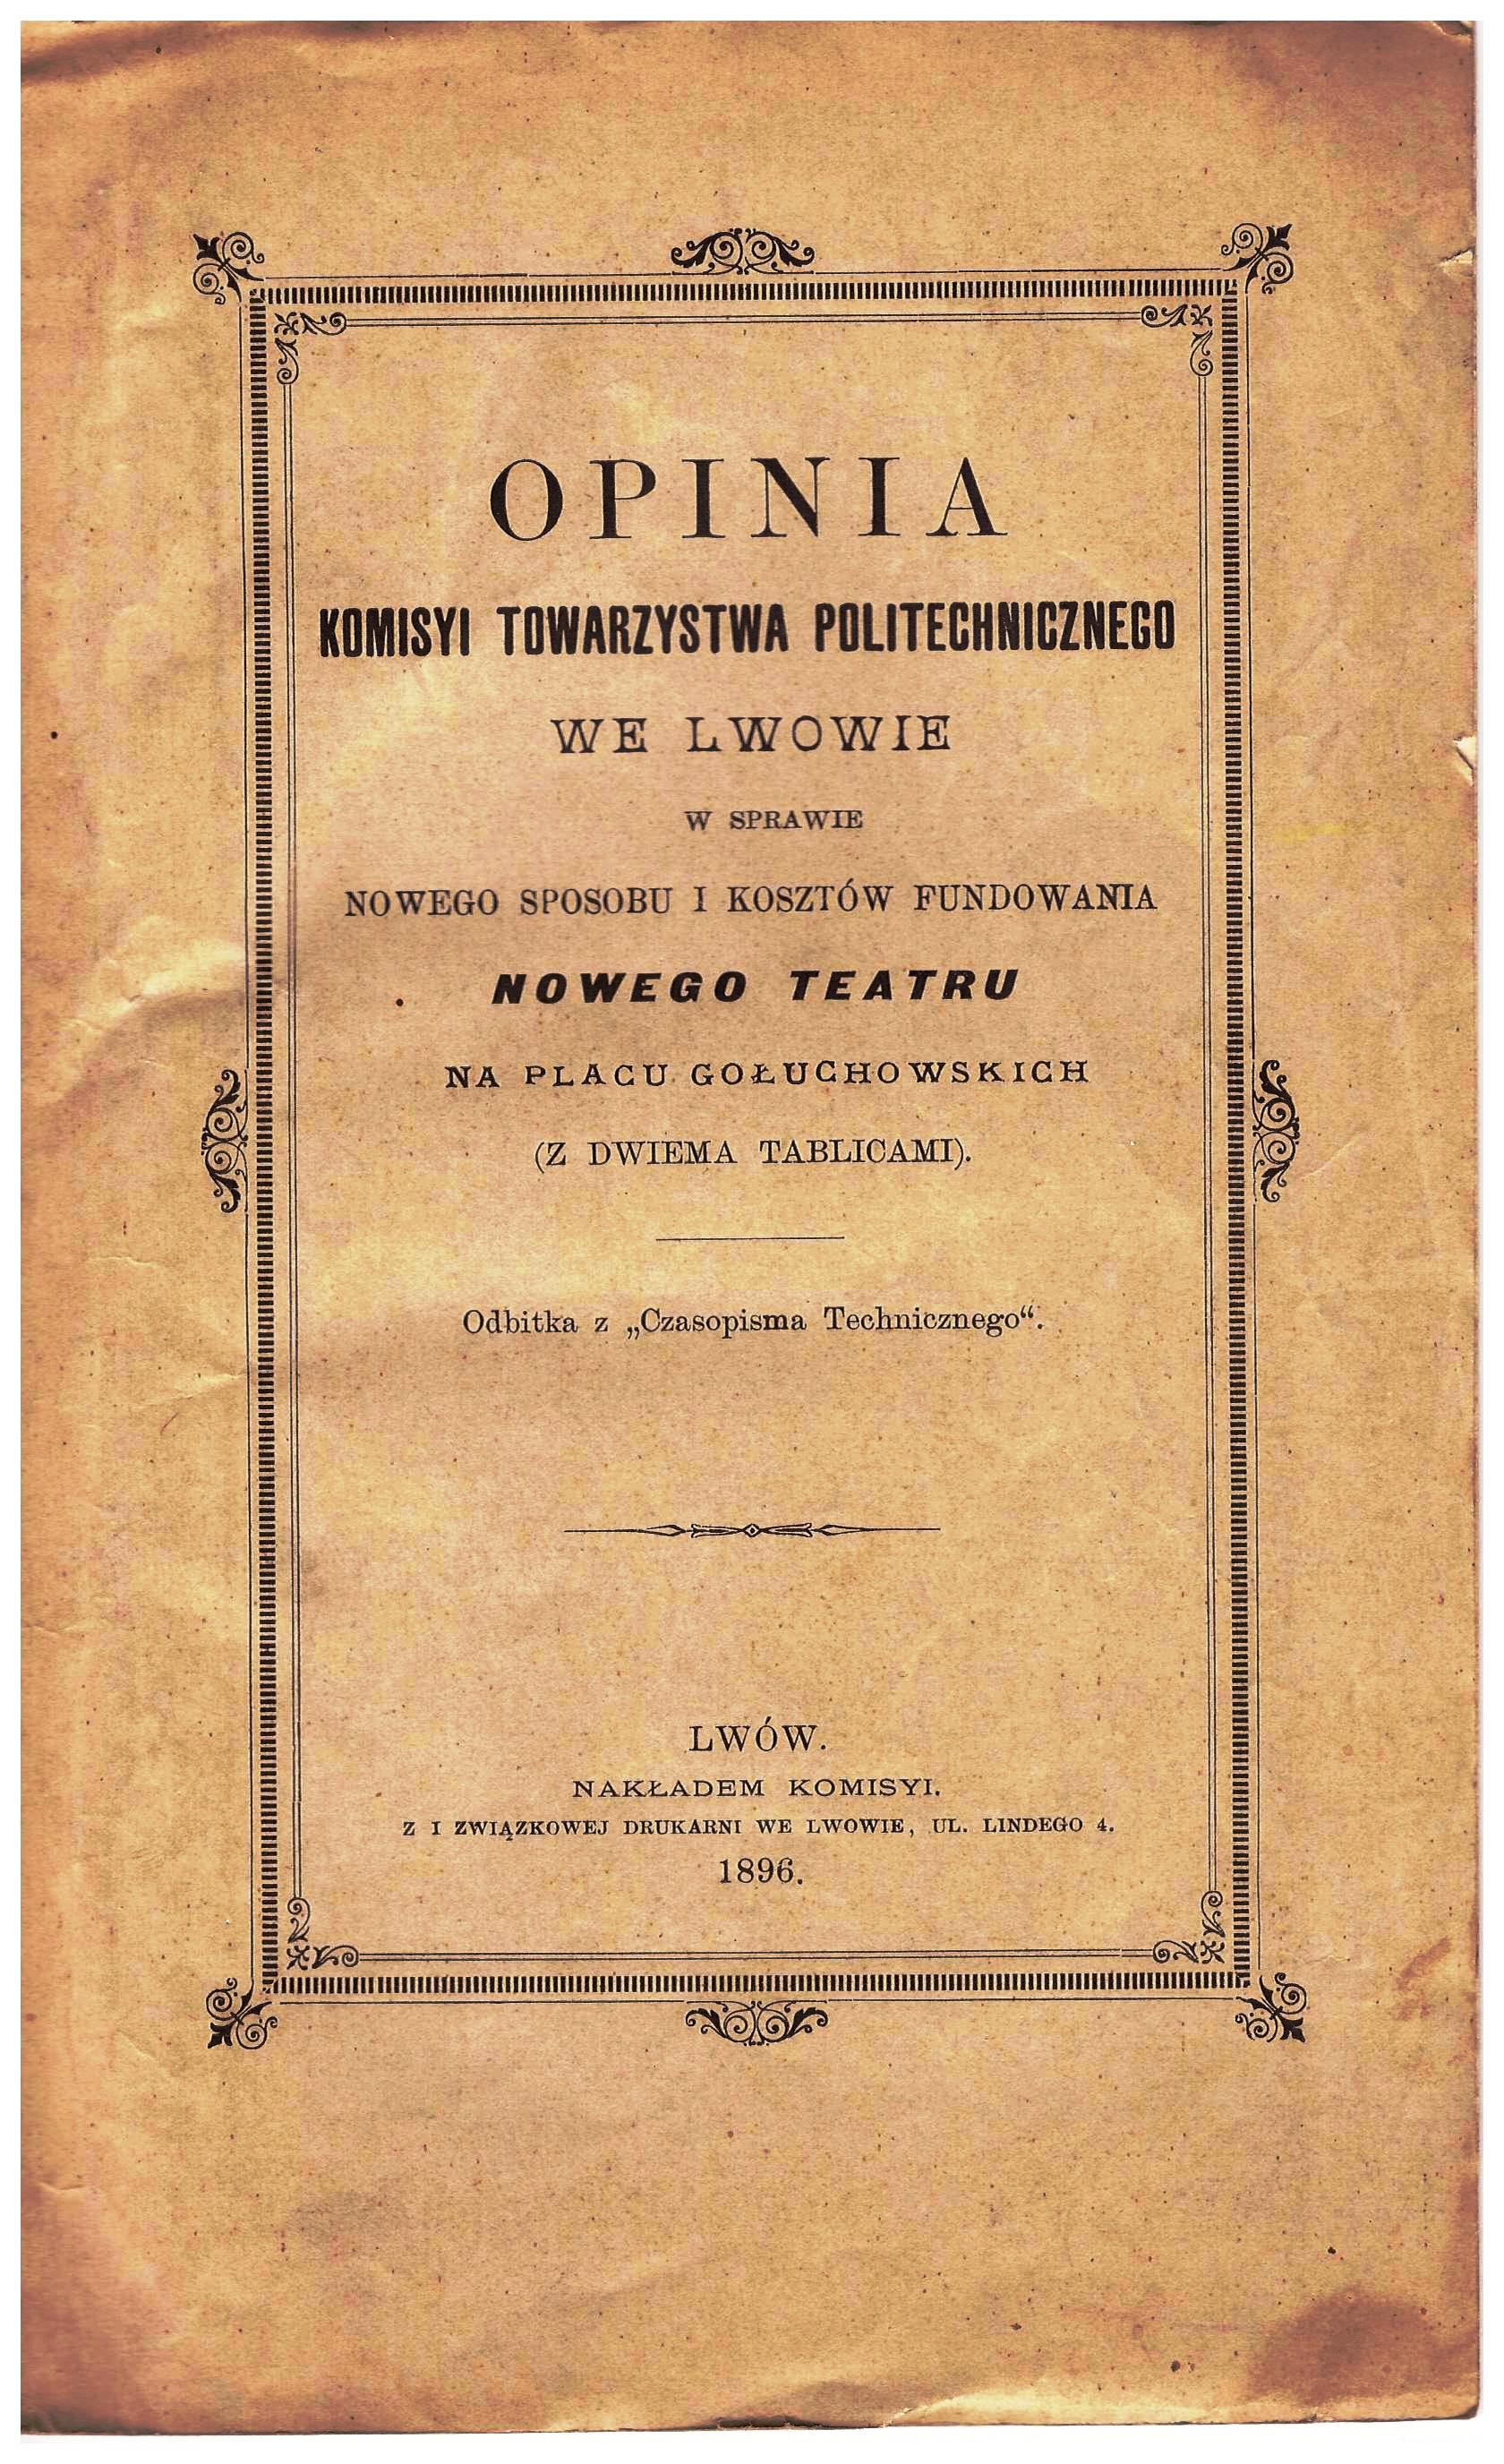 OPINIA
KOMISYI TOWARZYSTWA POLITECHNICZNEGO
WE LWOWIE
W SPRAWIE
NOWEGO SPOSOBU I KOSZTÓW FUNDOWANIA
NOWEGO TEATRU
NA PLACU GOŁUCHOWSKICH
(Z DWIEMA TABLICAMI).
Odbitka z „Czasopisma Technicznego“.
LWÓW.
NAKŁADEM KOMISYI.
Z I ZWIĄZKOWEJ DRUKARNI WE LWOWIE, UL. LINDEGO 4.
1896.